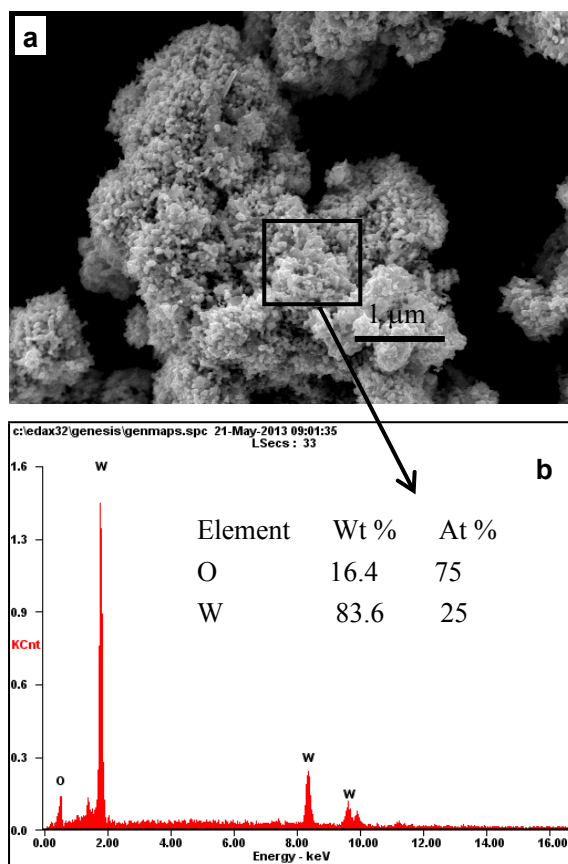 a
1 µm
c:\edax32\genesis\genmaps.spc 21-May-2013 09:01:35
LSecs : 33
b
1.6
W
Element Wt % At %
O 16.4 75
W 83.6 25
1.3
0.9
KCnt
0.6
0.3
W
O
W
0.0
0.00 2.00 4.00 6.00 8.00 10.00 12.00 14.00 16.00
Energy - keV